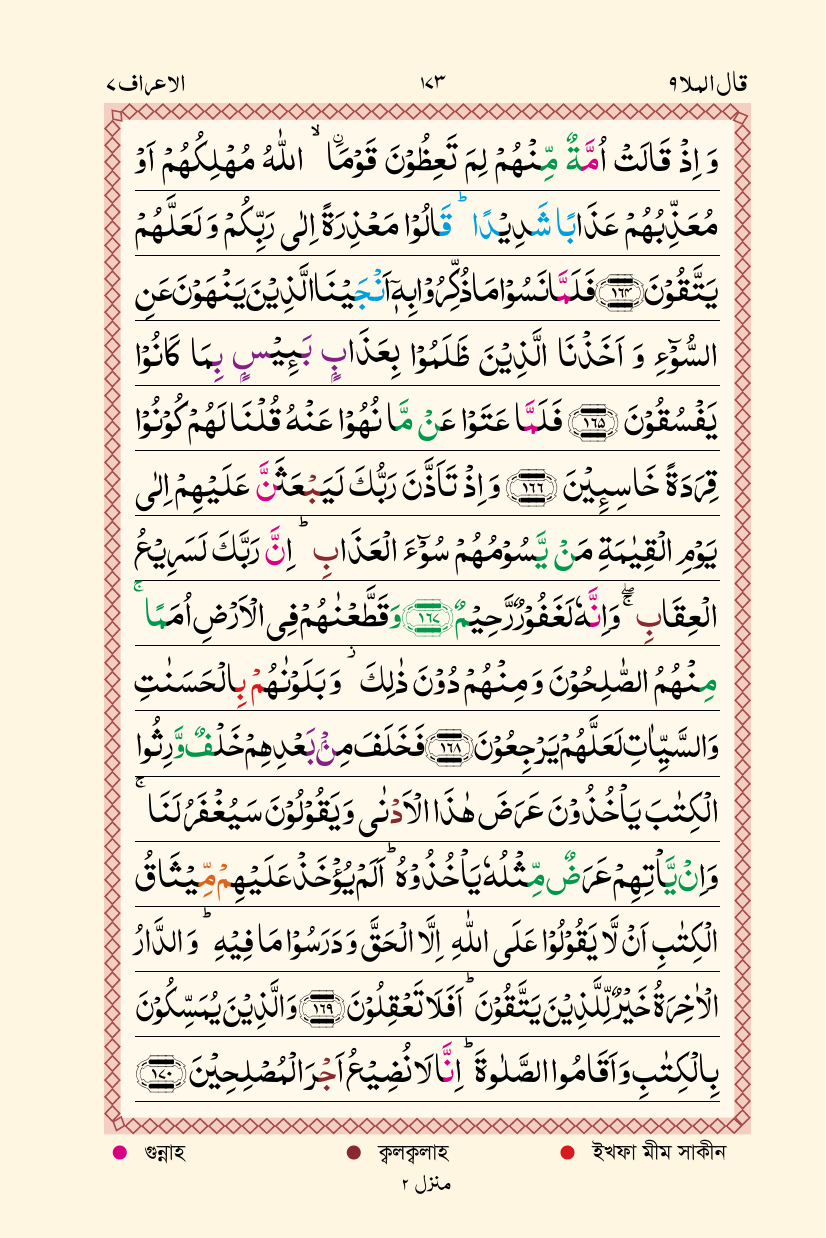 قال الملا ٩ ١٧٣ الاعراف ٧
وَ اِذْ قَالَتْ اُمَّةٌ مِّنْهُمْ لِمَ تَعِظُوْنَ قَوْمَاۙ۟ اللّٰهُ مُهْلِكُهُمْ اَوْ
مُعَذِّبُهُمْ عَذَابًا شَدِيْدًاؕ قَالُوْا مَعْذِرَةً اِلٰى رَبِّكُمْ وَ لَعَلَّهُمْ
يَتَّقُوْنَ ﴿١٦٤﴾ فَلَمَّا نَسُوْا مَا ذُكِّرُوْا بِهٖۤ اَنْجَيْنَا الَّذِيْنَ يَنْهَوْنَ عَنِ
السُّوْٓءِ وَ اَخَذْنَا الَّذِيْنَ ظَلَمُوْا بِعَذَابٍۭ بَـِٕيْسٍۭ بِمَا كَانُوْا
يَفْسُقُوْنَ ﴿١٦٥﴾ فَلَمَّا عَتَوْا عَنْ مَّا نُهُوْا عَنْهُ قُلْنَا لَهُمْ كُوْنُوْا
قِرَدَةً خَاسِـِٕيْنَ ﴿١٦٦﴾ وَ اِذْ تَاَذَّنَ رَبُّكَ لَيَبْعَثَنَّ عَلَيْهِمْ اِلٰى
يَوْمِ الْقِيٰمَةِ مَنْ يَّسُوْمُهُمْ سُوْٓءَ الْعَذَابِؕ اِنَّ رَبَّكَ لَسَرِيْعُ
الْعِقَابِۚۖ وَ اِنَّهٗ لَغَفُوْرٌ رَّحِيْمٌ ﴿١٦٧﴾ وَ قَطَّعْنٰهُمْ فِى الْاَرْضِ اُمَمًاۚ
مِنْهُمُ الصّٰلِحُوْنَ وَ مِنْهُمْ دُوْنَ ذٰلِكَؗ وَ بَلَوْنٰهُمْ بِالْحَسَنٰتِ
وَ السَّيِّاٰتِ لَعَلَّهُمْ يَرْجِعُوْنَ ﴿١٦٨﴾ فَخَلَفَ مِنْۢ بَعْدِهِمْ خَلْفٌ وَّرِثُوا
الْكِتٰبَ يَاْخُذُوْنَ عَرَضَ هٰذَا الْاَدْنٰى وَ يَقُوْلُوْنَ سَيُغْفَرُ لَنَاۚ
وَ اِنْ يَّاْتِهِمْ عَرَضٌ مِّثْلُهٗ يَاْخُذُوْهُؕ اَلَمْ يُؤْخَذْ عَلَيْهِمْ مِّيْثَاقُ
الْكِتٰبِ اَنْ لَّا يَقُوْلُوْا عَلَى اللّٰهِ اِلَّا الْحَقَّ وَ دَرَسُوْا مَا فِيْهِؕ وَ الدَّارُ
الْاٰخِرَةُ خَيْرٌ لِّلَّذِيْنَ يَتَّقُوْنَؕ اَفَلَا تَعْقِلُوْنَ ﴿١٦٩﴾ وَ الَّذِيْنَ يُمَسِّكُوْنَ
بِالْكِتٰبِ وَ اَقَامُوا الصَّلٰوةَؕ اِنَّا لَا نُضِيْعُ اَجْرَ الْمُصْلِحِيْنَ ﴿١٧٠﴾
গুন্নাহ ক্বলক্বলাহ ইখফা মীম সাকীন
منزل ٢